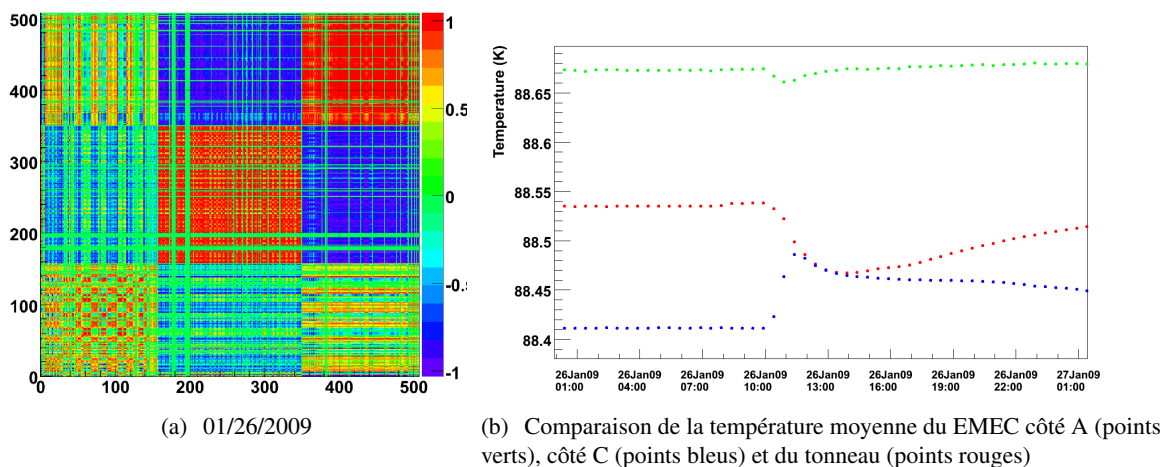 500
400
300
200
100
0
0 100 200 300 400 500
1
0.5
0
-0.5
-1
Temperature (K)
88.65
88.6
88.55
88.5
88.45
88.4
26Jan09 26Jan09 26Jan09 26Jan09 26Jan09 26Jan09 26Jan09 26Jan09 27Jan09
01:00 04:00 07:00 10:00 13:00 16:00 19:00 22:00 01:00
(a) 01/26/2009
(b) Comparaison de la température moyenne du EMEC côté A (points
verts), côté C (points bleus) et du tonneau (points rouges)